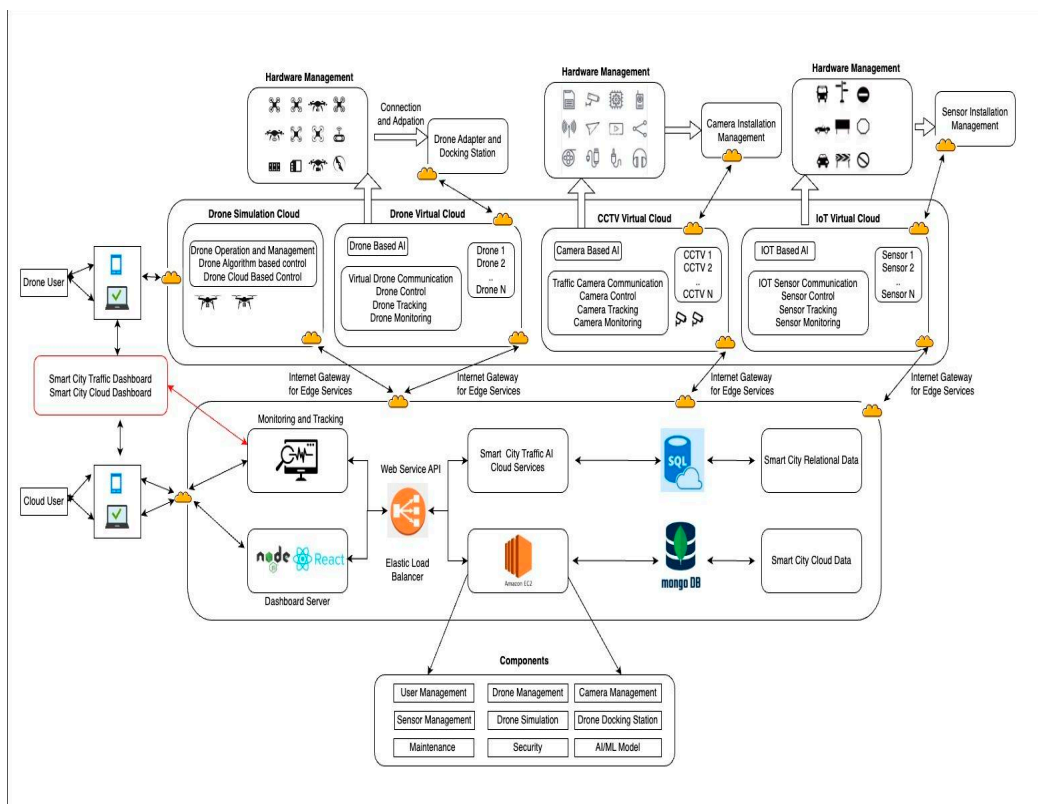 Hardware Management
Hardware Management
Hardware Management
Connection
and Adpation
Drone Adapter and
Docking Station
Camera Installation
Management
Sensor Installation
Management
Drone Simulation Cloud
Drone Virtual Cloud
CCTV Virtual Cloud
IoT Virtual Cloud
Drone Operation and Management
Drone Algorithm based control
Drone Cloud Based Control
Drone Based AI
Virtual Drone Communication
Drone Control
Drone Tracking
Drone Monitoring
Drone 1
Drone 2
..
Drone N
Camera Based AI
Traffic Camera Communication
Camera Control
Camera Tracking
Camera Monitoring
CCTV 1
CCTV 2
..
CCTV N
IOT Based AI
IOT Sensor Communication
Sensor Control
Sensor Tracking
Sensor Monitoring
Sensor 1
Sensor 2
..
Sensor N
Drone User
Smart City Traffic Dashboard
Smart City Cloud Dashboard
Cloud User
Internet Gateway
for Edge Services
Internet Gateway
for Edge Services
Internet Gateway
for Edge Services
Internet Gateway
for Edge Services
Monitoring and Tracking
Web Service API
Elastic Load
Balancer
Smart City Traffic AI
Cloud Services
SQL
Smart City Relational Data
node
JS
React
Dashboard Server
Amazon EC2
mongo DB
Smart City Cloud Data
Components
User Management
Drone Management
Camera Management
Sensor Management
Drone Simulation
Drone Docking Station
Maintenance
Security
AI/ML Model